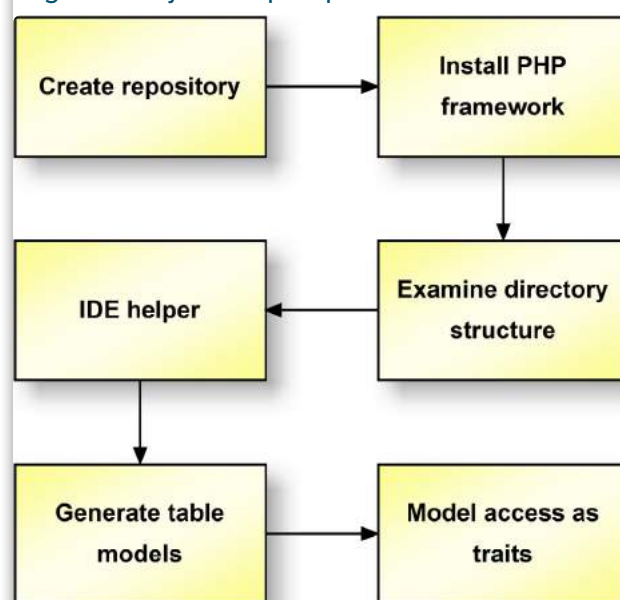 Create repository
Install PHP
framework
Examine directory
structure
IDE helper
Generate table
models
Model access as
traits